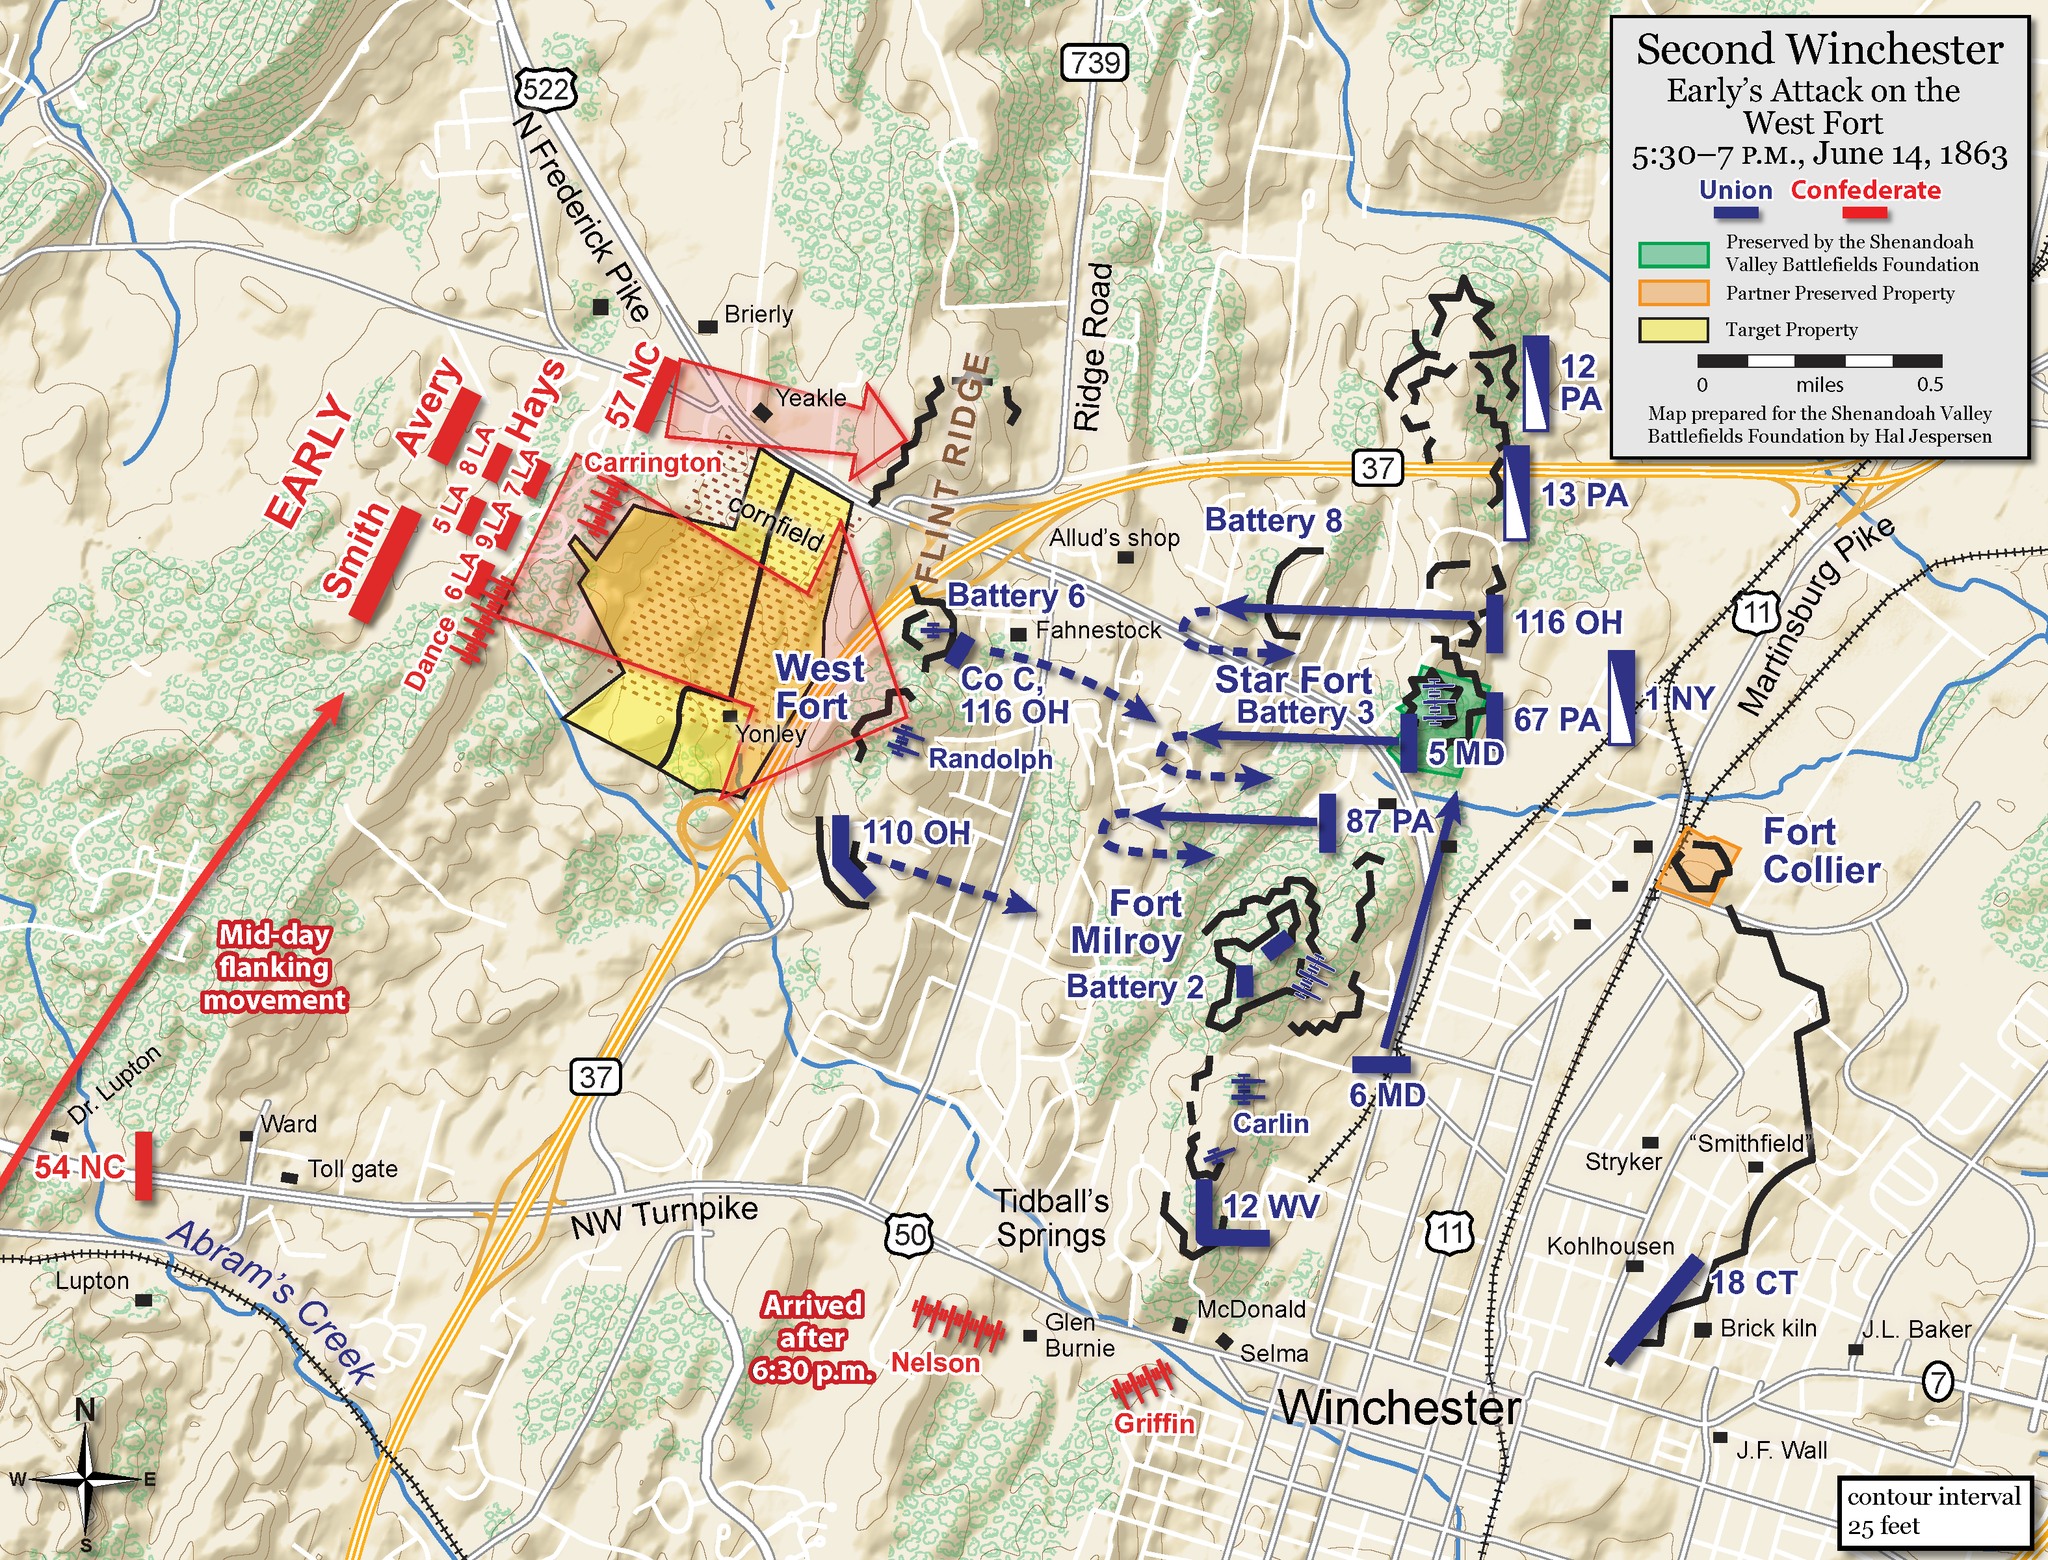 Second Winchester
Early's Attack on the
West Fort
5:30–7 P.M., June 14, 1863
Union Confederate
Preserved by the Shenandoah
Valley Battlefields Foundation
Partner Preserved Property
Target Property
0 miles 0.5
Map prepared for the Shenandoah Valley
Battlefields Foundation by Hal Jespersen
522
739
N Frederick Pike
Brierly
Ridge Road
FLINT RIDGE
Yeakle
57 NC
Hays
Avery
EARLY
Smith
8 LA
7 LA
5 LA
9 LA
6 LA
Carrington
Dance
cornfield
12
PA
37
13 PA
Battery 8
Allud's shop
Battery 6
Fahnestock
116 OH
11
Martinsburg Pike
West
Fort
Co C,
116 OH
Star Fort
Battery 3
67 PA
1 NY
Yonley
Randolph
5 MD
110 OH
87 PA
Fort
Collier
Fort
Milroy
Battery 2
Mid-day
flanking
movement
37
Dr. Lupton
Ward
54 NC
Toll gate
6 MD
Carlin
Stryker
"Smithfield"
NW Turnpike
50
Tidball's
Springs
12 WV
11
Kohlhousen
18 CT
Abram's Creek
Lupton
Arrived
after
6:30 p.m.
Nelson
Glen
Burnie
McDonald
Selma
Griffin
Brick kiln
J.L. Baker
7
Winchester
J.F. Wall
N
W E
S
contour interval
25 feet